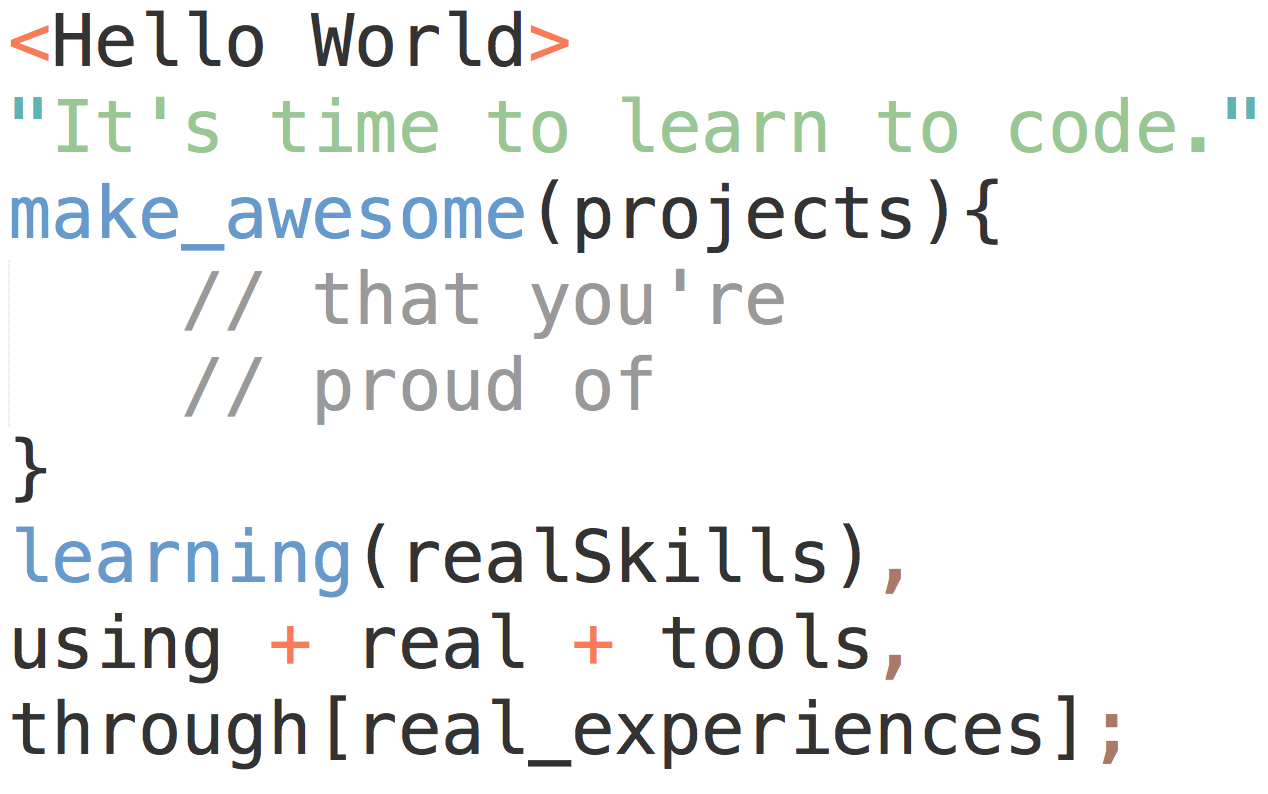 <Hello World>
"It's time to learn to code."
make_awesome(projects){
    // that you're
    // proud of
}
learning(realSkills),
using + real + tools,
through[real_experiences];